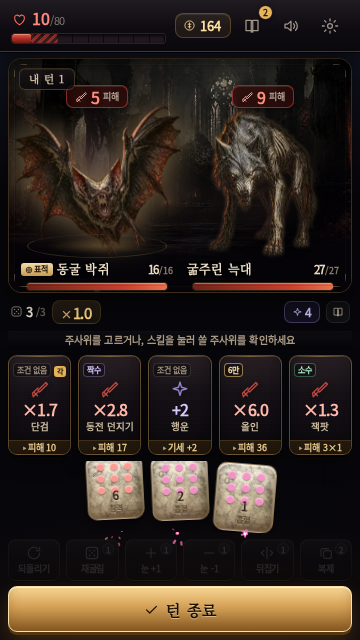 10/80
164
2
내 턴 1
5 피해
9 피해
표적 동굴 박쥐 16/16
굶주린 늑대 27/27
3/3
×1.0
4
주사위를 고르거나, 스킬을 눌러 쓸 주사위를 확인하세요
조건 없음 각
×1.7
단검
▸피해 10
짝수
×2.8
동전 던지기
▸피해 17
조건 없음
+2
행운
▸기세 +2
6만
×6.0
올인
▸피해 36
소수
×1.3
잭팟
▸피해 3×1
6
2
1
되돌리기
재굴림 1
눈 +1 1
눈 -1 1
뒤집기 1
복제 2
턴 종료